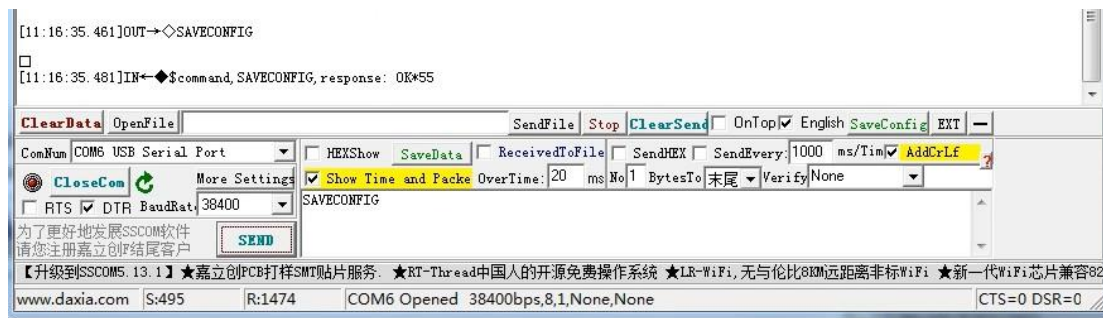 [11:16:35.461]OUT→◇SAVECONFIG
□
[11:16:35.481]IN←◆$command,SAVECONFIG,response: OK*55
ClearData OpenFile SendFile Stop ClearSend OnTop English SaveConfig EXT —
ComNum COM6 USB Serial Port HEXShow SaveData ReceivedToFile SendHEX SendEvery: 1000 ms/Tim AddCrLf ?
CloseCom More Settings Show Time and Packe OverTime: 20 ms No 1 BytesTo 末尾 Verify None
RTS DTR BaudRat 38400 SAVECONFIG
为了更好地发展SSCOM软件
请您注册嘉立创F结尾客户 SEND
【升级到SSCOM5.13.1】★嘉立创PCB打样SMT贴片服务. ★RT-Thread中国人的开源免费操作系统 ★LR-WiFi,无与伦比8KM远距离非标WiFi ★新一代WiFi芯片兼容82
www.daxia.com S:495 R:1474 COM6 Opened 38400bps,8,1,None,None CTS=0 DSR=0